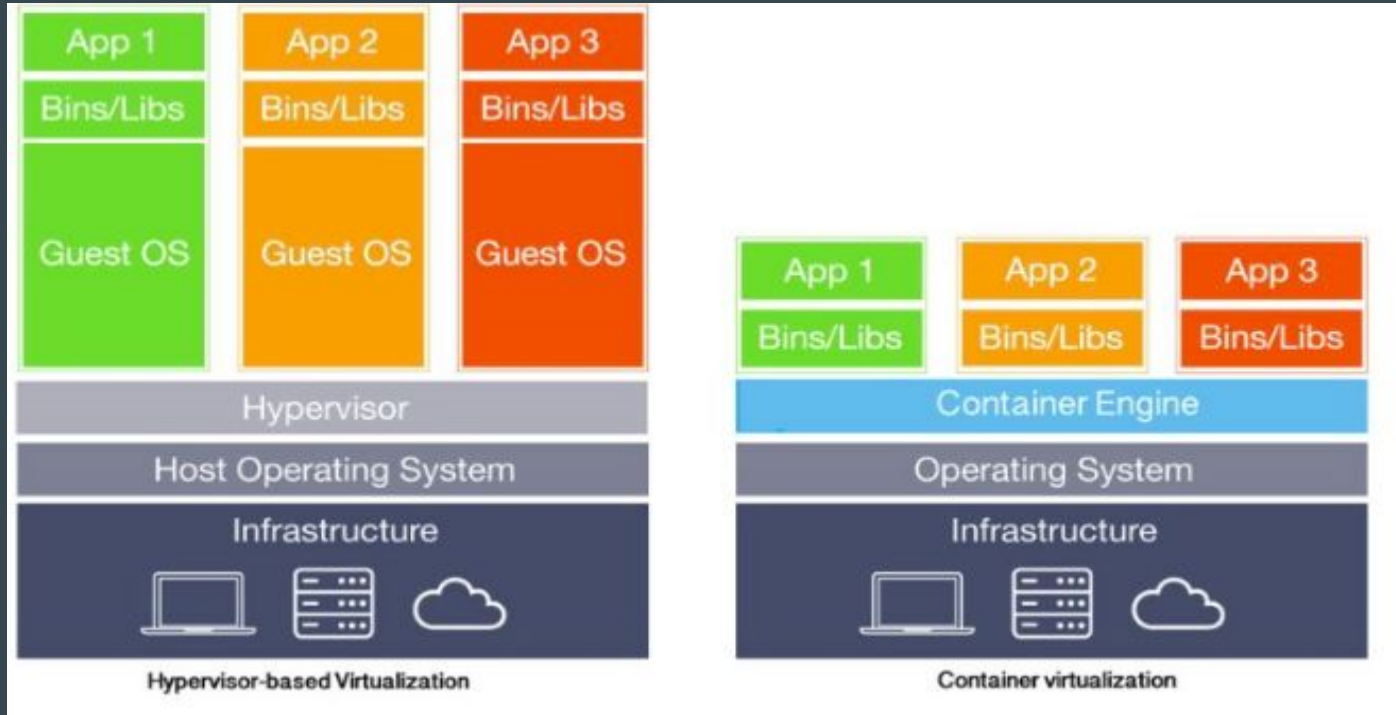 App 1
App 2
App 3
Bins/Libs
Bins/Libs
Bins/Libs
Guest OS
Guest OS
Guest OS
Hypervisor
Host Operating System
Infrastructure
Hypervisor-based Virtualization
App 1
App 2
App 3
Bins/Libs
Bins/Libs
Bins/Libs
Container Engine
Operating System
Infrastructure
Container virtualization